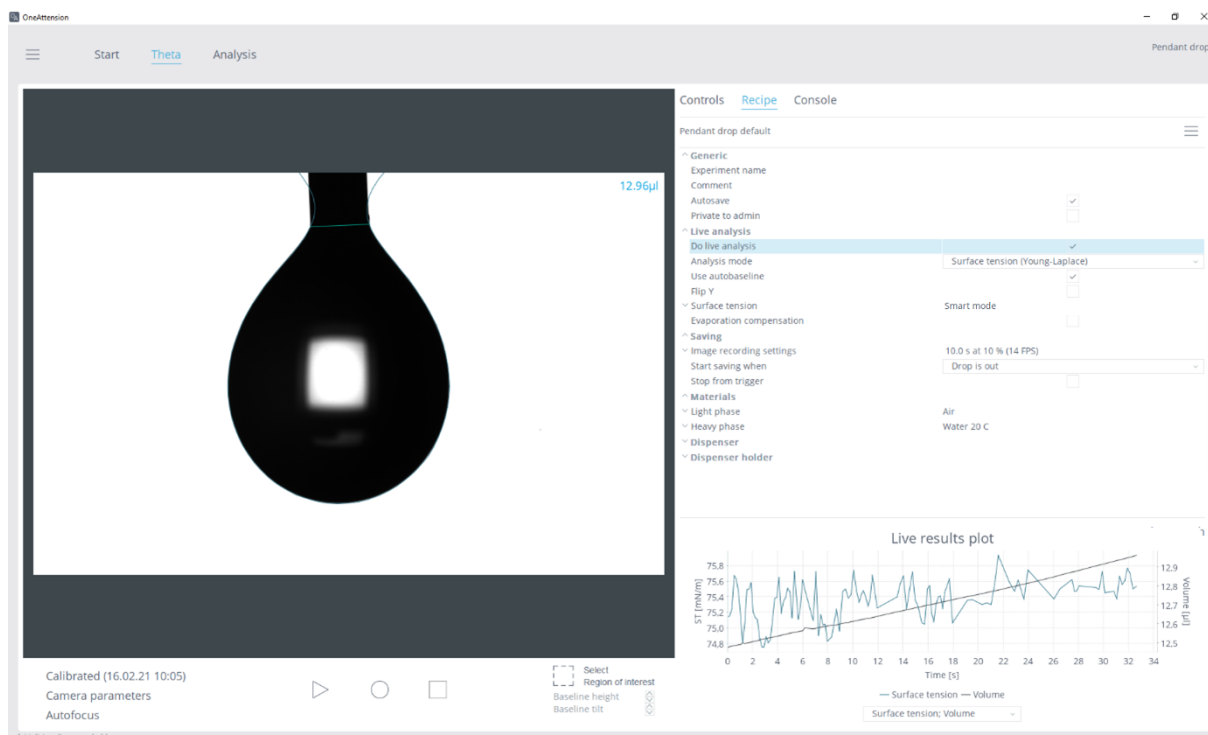 OneAttension
Start Theta Analysis
Pendant drop
12.96µl
Controls Recipe Console
Pendant drop default
Generic
Experiment name
Comment
Autosave
Private to admin
Live analysis
Do live analysis
Analysis mode Surface tension (Young-Laplace)
Use autobaseline
Flip Y
Surface tension Smart mode
Evaporation compensation
Saving
Image recording settings 10.0 s at 10 % (14 FPS)
Start saving when Drop is out
Stop from trigger
Materials
Light phase Air
Heavy phase Water 20 C
Dispenser
Dispenser holder
Live results plot
ST [mN/m]
75.8
75.6
75.4
75.2
75.0
74.8
12,9
12,8
12,7
12,6
12,5
Volume [µl]
0 2 4 6 8 10 12 14 16 18 20 22 24 26 28 30 32 34
Time [s]
Surface tension Volume
Surface tension; Volume
Calibrated (16.02.21 10:05)
Camera parameters
Autofocus
Select
Region of interest
Baseline height
Baseline tilt